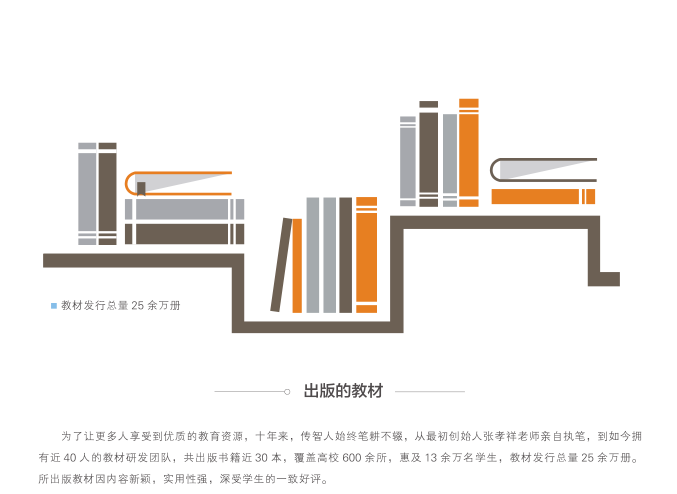 教材发行总量 25 余万册
出版的教材
为了让更多人享受到优质的教育资源，十年来，传智人始终笔耕不辍，从最初创始人张孝祥老师亲自执笔，到如今拥
有近 40 人的教材研发团队，共出版书籍近 30 本，覆盖高校 600 余所，惠及 13 余万名学生，教材发行总量 25 余万册。
所出版教材因内容新颖，实用性强，深受学生的一致好评。